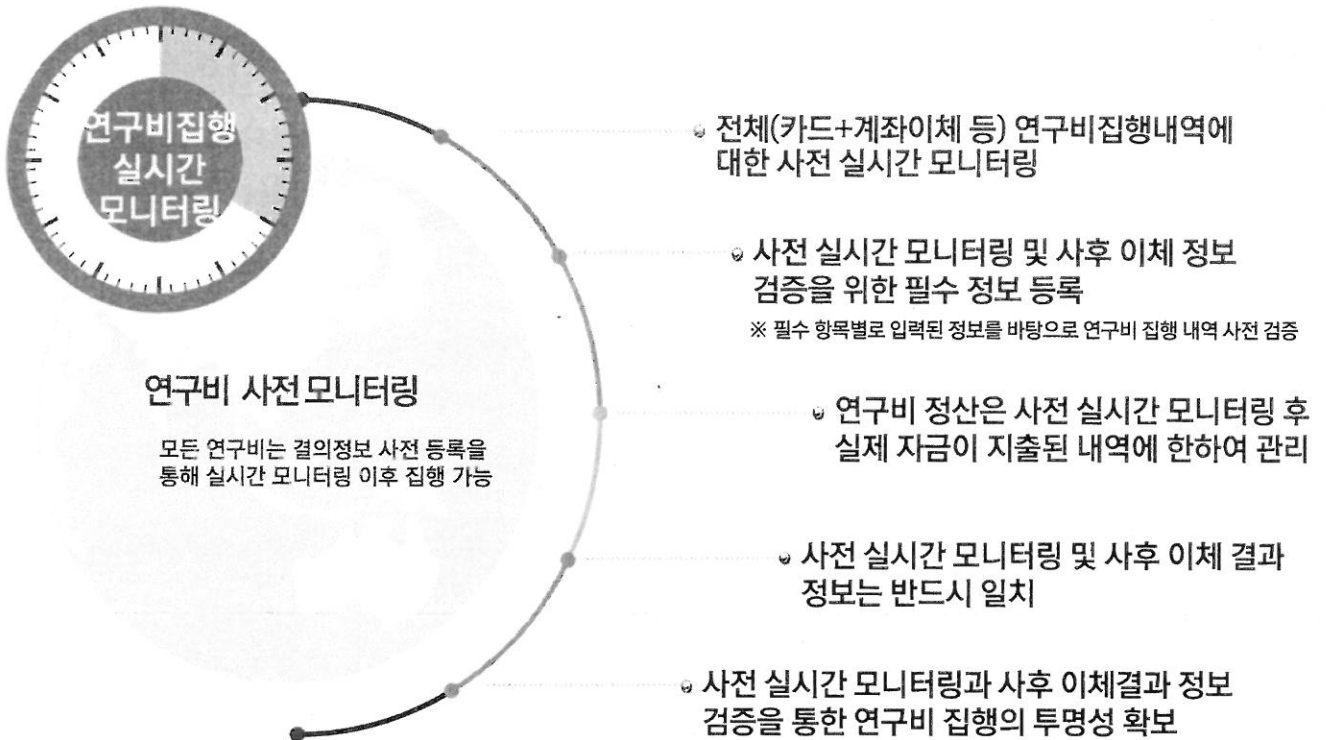 연구비집행
실시간
모니터링
전체(카드+계좌이체 등) 연구비집행내역에
대한 사전 실시간 모니터링
사전 실시간 모니터링 및 사후 이체 정보
검증을 위한 필수 정보 등록
※ 필수 항목별로 입력된 정보를 바탕으로 연구비 집행 내역 사전 검증
연구비 사전 모니터링
모든 연구비는 결의정보 사전 등록을
통해 실시간 모니터링 이후 집행 가능
연구비 정산은 사전 실시간 모니터링 후
실제 자금이 지출된 내역에 한하여 관리
사전 실시간 모니터링 및 사후 이체 결과
정보는 반드시 일치
사전 실시간 모니터링과 사후 이체결과 정보
검증을 통한 연구비 집행의 투명성 확보